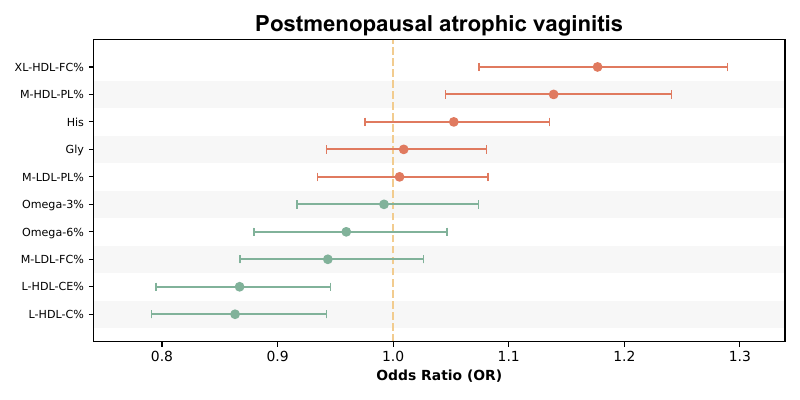 Postmenopausal atrophic vaginitis
XL-HDL-FC%
M-HDL-PL%
His
Gly
M-LDL-PL%
Omega-3%
Omega-6%
M-LDL-FC%
L-HDL-CE%
L-HDL-C%
0.8 0.9 1.0 1.1 1.2 1.3
Odds Ratio (OR)